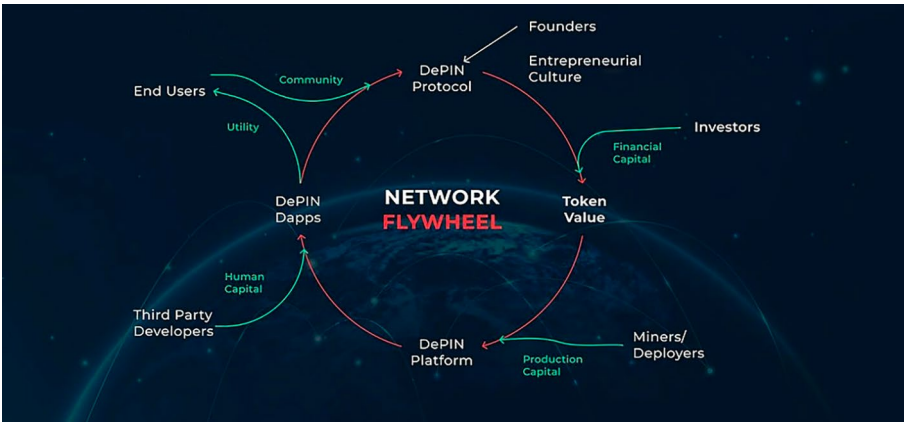 Founders
DePIN
Protocol
Entrepreneurial
Culture
Community
End Users
Utility
Investors
Financial
Capital
NETWORK
FLYWHEEL
DePIN
Dapps
Token
Value
Human
Capital
Third Party
Developers
DePIN
Platform
Miners/
Deployers
Production
Capital